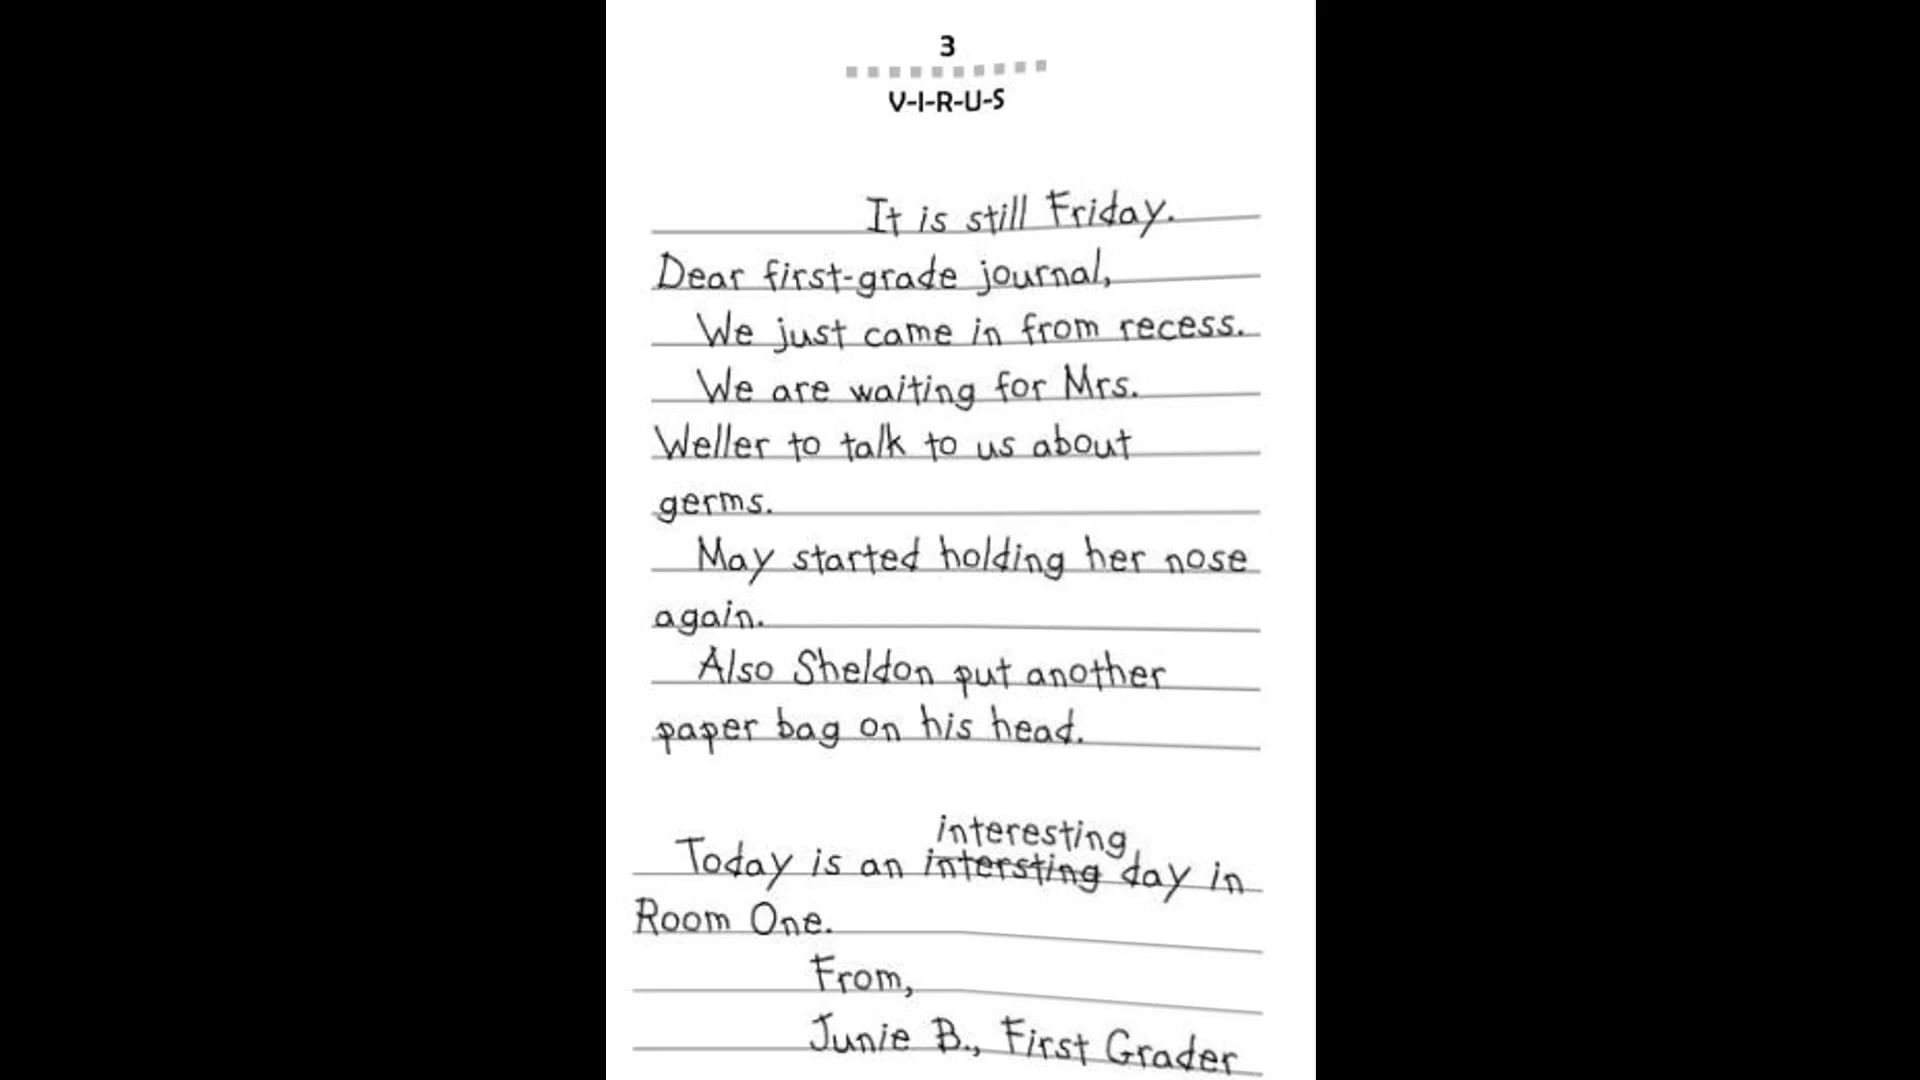 3
V-I-R-U-S
It is still Friday.
Dear first-grade journal,
We just came in from recess.
We are waiting for Mrs.
Weller to talk to us about
germs.
May started holding her nose
again.
Also Sheldon put another
paper bag on his head.
interesting
Today is an intersting day in
Room One.
From,
Junie B., First Grader